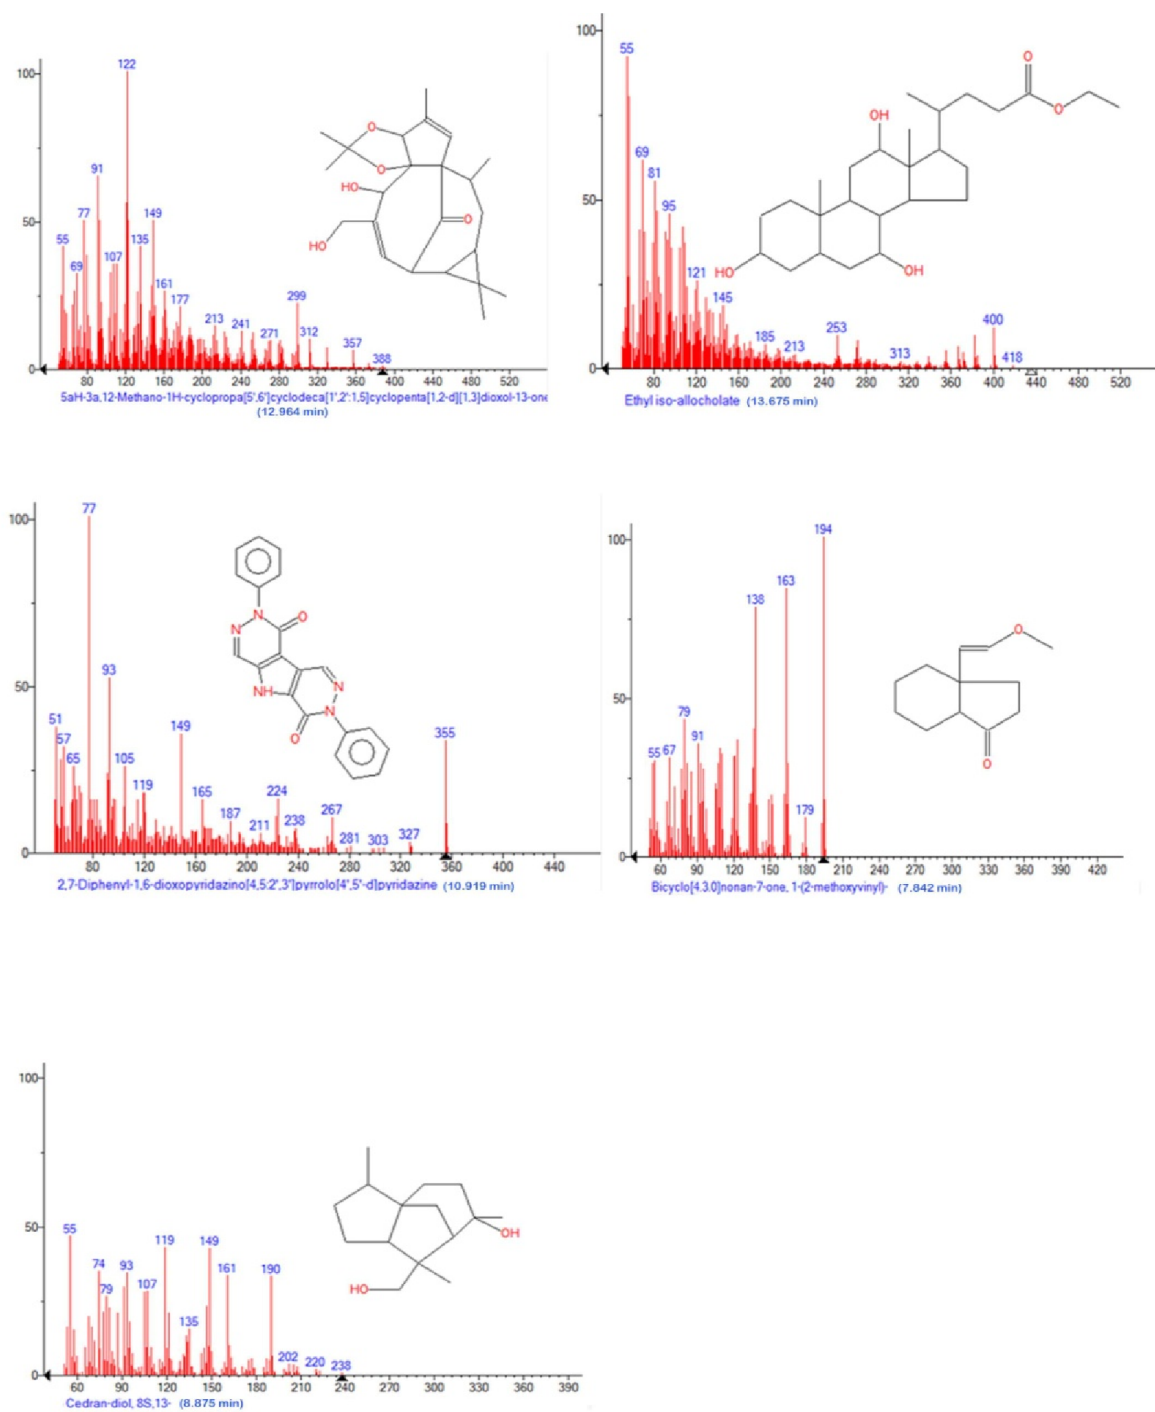 100
122
91
77 149
50
55 135
69 107
161
177
213
241
271
299
312
357
388
0
O
O
HO
O
HO
80 120 160 200 240 280 320 360 400 440 480 520
5aH-3a,12-Methano-1H-cyclopropa[5',6']cyclodeca[1',2':1,5]cyclopenta[1,2-d][1,3]dioxol-13-one
(12.964 min)
100
55
69
81
50
95
121
145
185
213
253
313
400
418
0
O
O
OH
HO
OH
80 120 160 200 240 280 320 360 400 440 480 520
Ethyl iso-allocholate (13.675 min)
100
77
93
50
51
57
65
105
119
149
165
187
211
224
238
267
281
303
327
355
0
N
N
O
NH
N
N
O
80 120 160 200 240 280 320 360 400 440
2,7-Diphenyl-1,6-dioxopyridazino[4,5:2',3']pyrrolo[4',5'-d]pyridazine (10.919 min)
100
194
163
138
50
79
91
55 67
179
0
O
O
60 90 120 150 180 210 240 270 300 330 360 390 420
Bicyclo[4.3.0]nonan-7-one, 1-(2-methoxyvinyl)- (7.842 min)
100
50
55
119 149
74 93
161 190
79 107
135
202 220 238
0
OH
HO
60 90 120 150 180 210 240 270 300 330 360 390
Cedran-diol, 8S,13- (8.875 min)